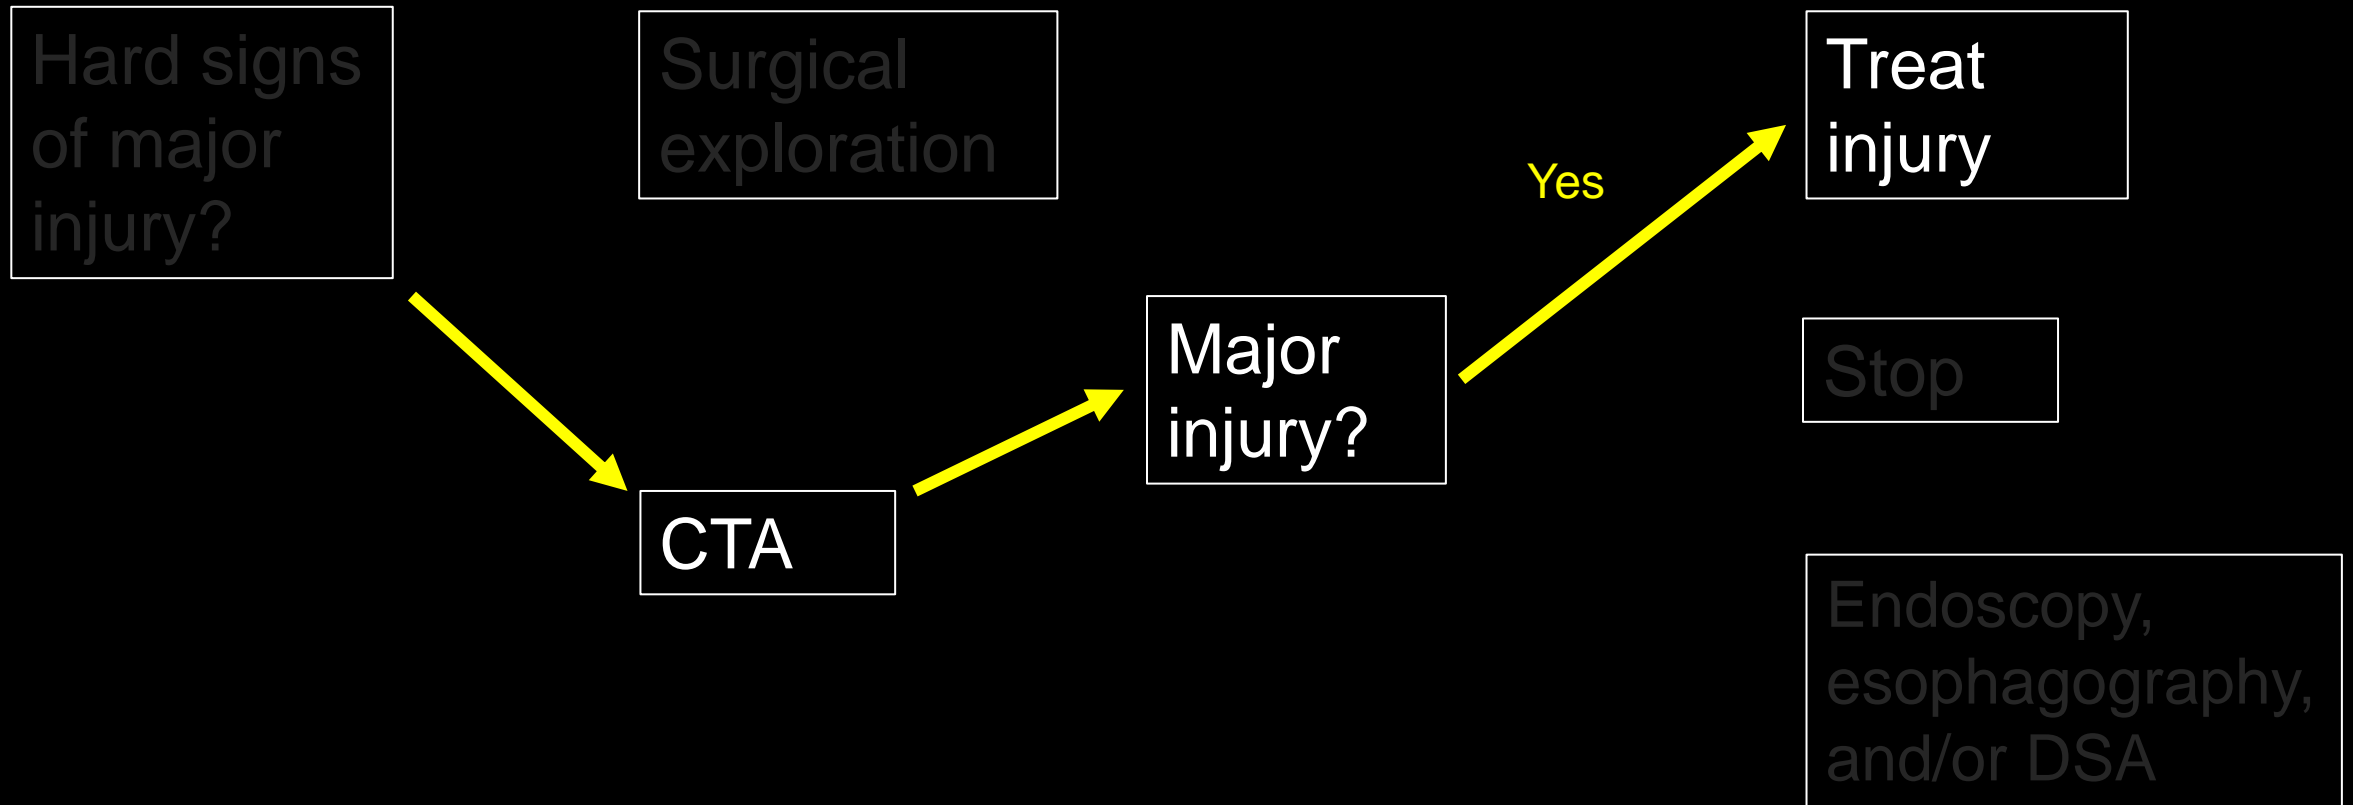 Hard signs
of major
injury?
Surgical
exploration
Yes
Treat
injury
Major
injury?
Stop
CTA
Endoscopy,
esophagography,
and/or DSA